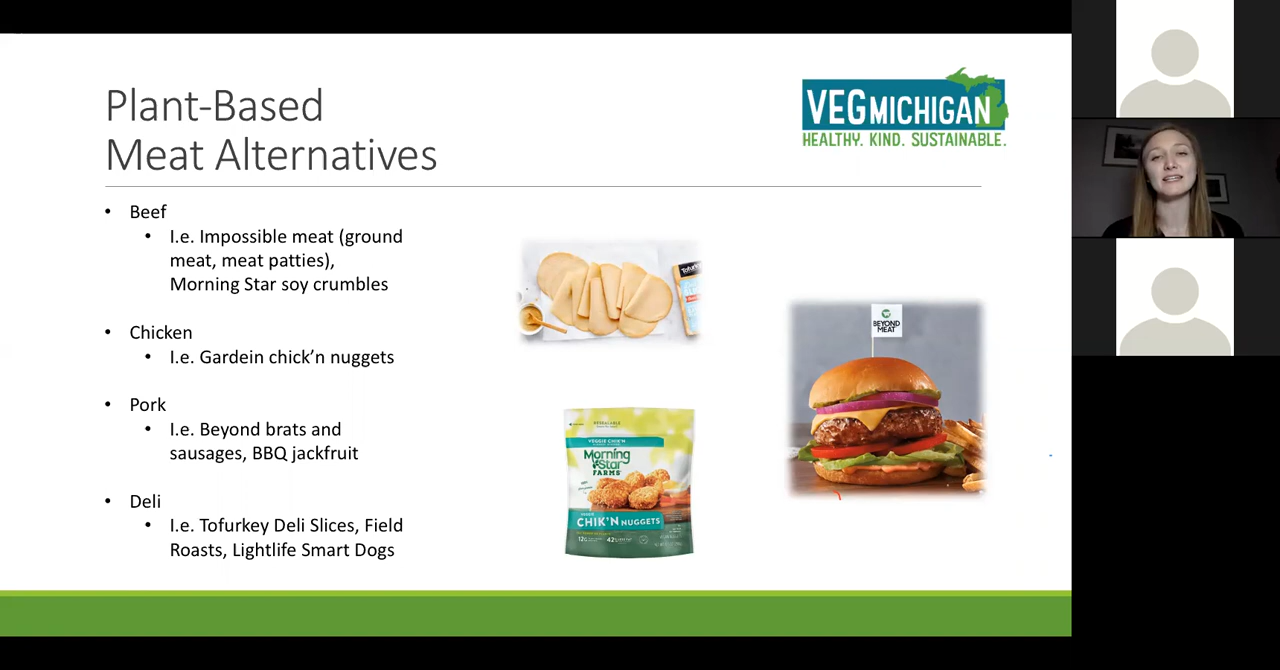 Plant-Based
Meat Alternatives
VEGMICHIGAN
HEALTHY. KIND. SUSTAINABLE.
• Beef
• I.e. Impossible meat (ground
meat, meat patties),
Morning Star soy crumbles
• Chicken
• I.e. Gardein chick’n nuggets
• Pork
• I.e. Beyond brats and
sausages, BBQ jackfruit
• Deli
• I.e. Tofurkey Deli Slices, Field
Roasts, Lightlife Smart Dogs
BEYOND
MEAT
VEGGIE CHIK'N
Morning
Star
FARMS
VEGGIE
CHIK'N NUGGETS